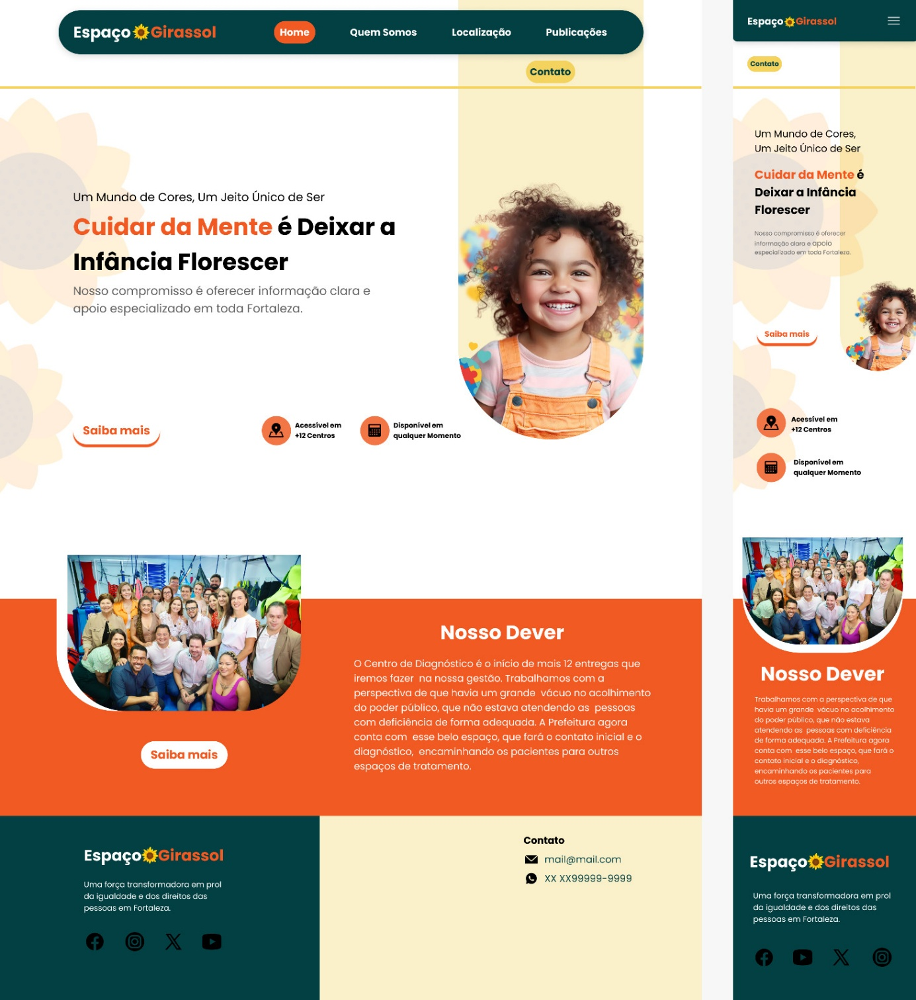 Espaço Girassol
Home
Quem Somos
Localização
Publicações
Contato
Um Mundo de Cores, Um Jeito Único de Ser
Cuidar da Mente é Deixar a
Infância Florescer
Nosso compromisso é oferecer informação clara e
apoio especializado em toda Fortaleza.
Saiba mais
Acessível em
+12 Centros
Disponível em
qualquer Momento
Nosso Dever
O Centro de Diagnóstico é o início de mais 12 entregas que
iremos fazer na nossa gestão. Trabalhamos com a
perspectiva de que havia um grande vácuo no acolhimento
do poder público, que não estava atendendo as pessoas
com deficiência de forma adequada. A Prefeitura agora
conta com esse belo espaço, que fará o contato inicial e o
diagnóstico, encaminhando os pacientes para outros
espaços de tratamento.
Saiba mais
Espaço Girassol
Uma força transformadora em prol
da igualdade e dos direitos das
pessoas em Fortaleza.
Contato
mail@mail.com
XX XX99999-9999
Espaço Girassol
Contato
Um Mundo de Cores,
Um Jeito Único de Ser
Cuidar da Mente é
Deixar a Infância
Florescer
Nosso compromisso é oferecer
informação clara e apoio
especializado em toda Fortaleza.
Saiba mais
Acessível em
+12 Centros
Disponível em
qualquer Momento
Nosso Dever
Trabalhamos com a perspectiva de que
havia um grande vácuo no acolhimento
do poder público, que não estava
atendendo as pessoas com deficiência
de forma adequada. A Prefeitura agora
conta com esse belo espaço, que fará o
contato inicial e o diagnóstico,
encaminhando os pacientes para
outros espaços de tratamento.
Espaço Girassol
Uma força transformadora em prol
da igualdade e dos direitos das
pessoas em Fortaleza.